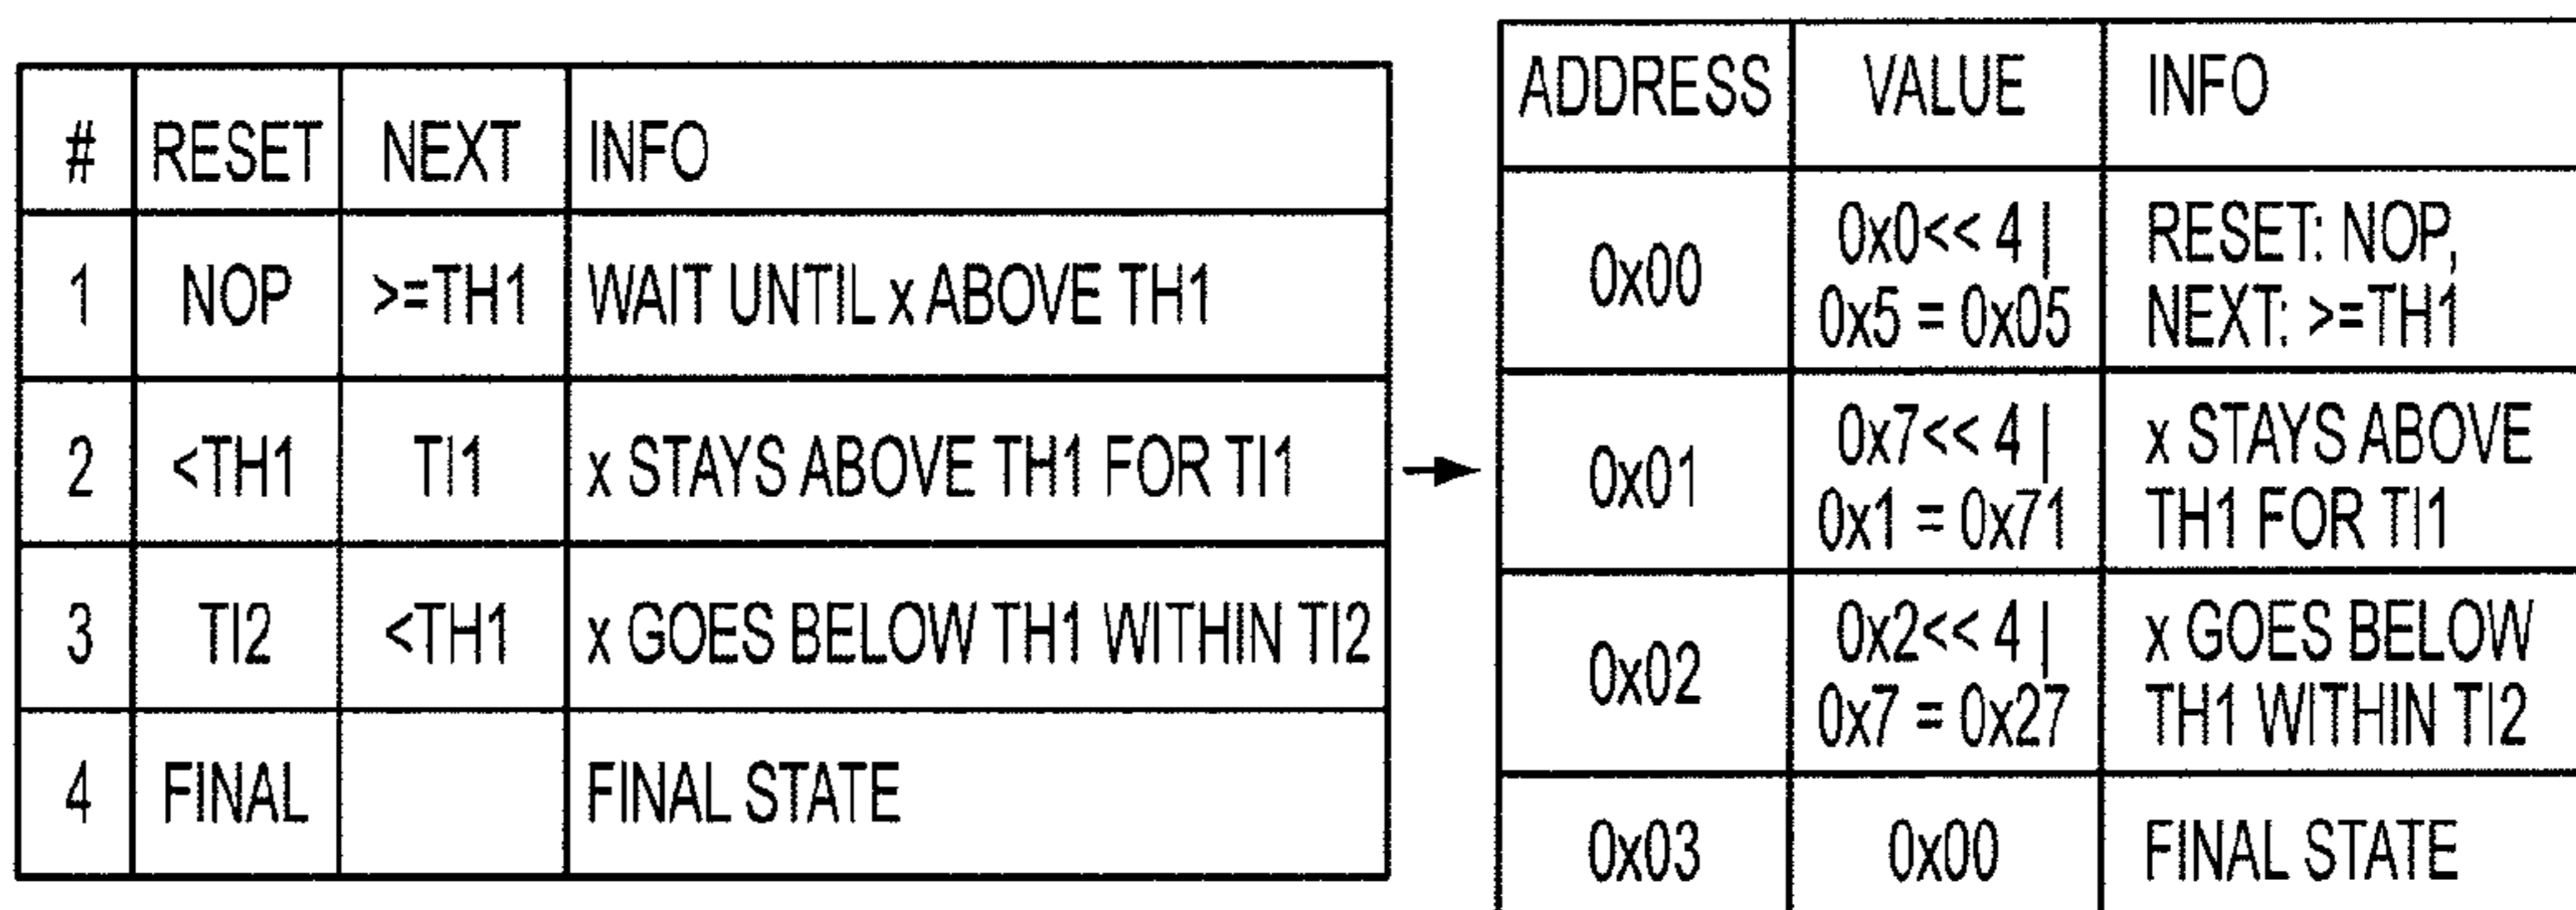 # RESET NEXT INFO
1 NOP >=TH1 WAIT UNTIL x ABOVE TH1
2 <TH1 TI1 x STAYS ABOVE TH1 FOR TI1
3 TI2 <TH1 x GOES BELOW TH1 WITHIN TI2
4 FINAL FINAL STATE
ADDRESS VALUE INFO
0x00
0x0<< 4 |
0x5 = 0x05
RESET: NOP,
NEXT: >=TH1
0x01
0x7<< 4 |
0x1 = 0x71
x STAYS ABOVE
TH1 FOR TI1
0x02
0x2<< 4 |
0x7 = 0x27
x GOES BELOW
TH1 WITHIN TI2
0x03 0x00 FINAL STATE